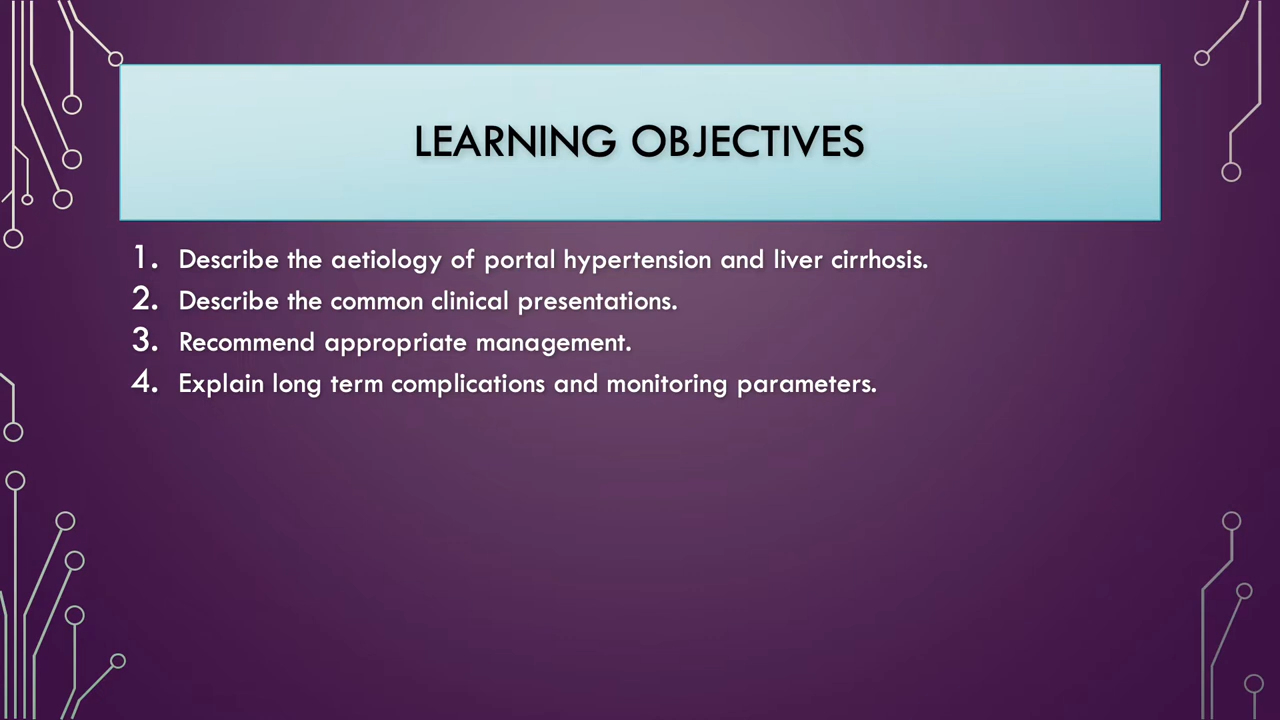 LEARNING OBJECTIVES
1. Describe the aetiology of portal hypertension and liver cirrhosis.
2. Describe the common clinical presentations.
3. Recommend appropriate management.
4. Explain long term complications and monitoring parameters.